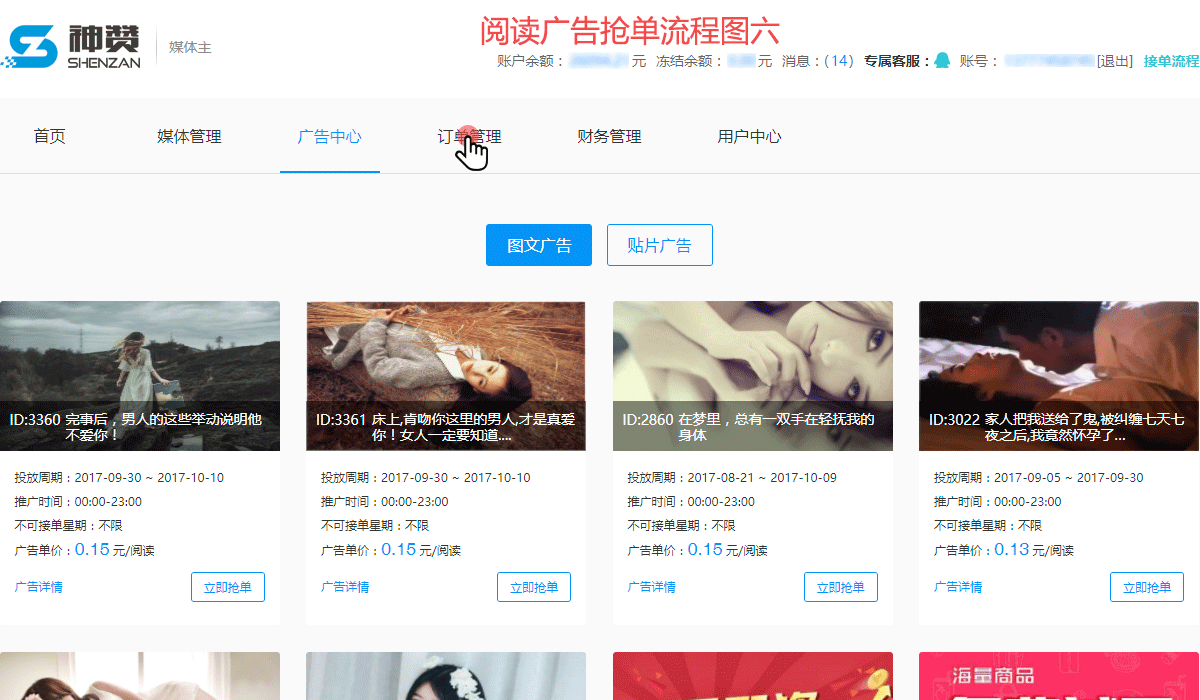 阅读广告抢单流程图六
神赞
SHENZAN
媒体主
账户余额： 元 冻结余额： 元 消息：(14) 专属客服： 账号： [退出] 接单流程
首页 媒体管理 广告中心 订单管理 财务管理 用户中心
图文广告 贴片广告
ID:3360 完事后，男人的这些举动说明他
不爱你！
投放周期：2017-09-30 ~ 2017-10-10
推广时间：00:00-23:00
不可接单星期：不限
广告单价：0.15 元/阅读
广告详情 立即抢单
ID:3361 床上,肯吻你这里的男人,才是真爱
你！女人一定要知道....
投放周期：2017-09-30 ~ 2017-10-10
推广时间：00:00-23:00
不可接单星期：不限
广告单价：0.15 元/阅读
广告详情 立即抢单
ID:2860 在梦里，总有一双手在轻抚我的
身体
投放周期：2017-08-21 ~ 2017-10-09
推广时间：00:00-23:00
不可接单星期：不限
广告单价：0.15 元/阅读
广告详情 立即抢单
ID:3022 家人把我送给了鬼,被纠缠七天七
夜之后,我竟然怀孕了...
投放周期：2017-09-05 ~ 2017-09-30
推广时间：00:00-23:00
不可接单星期：不限
广告单价：0.13 元/阅读
广告详情 立即抢单
海量商品